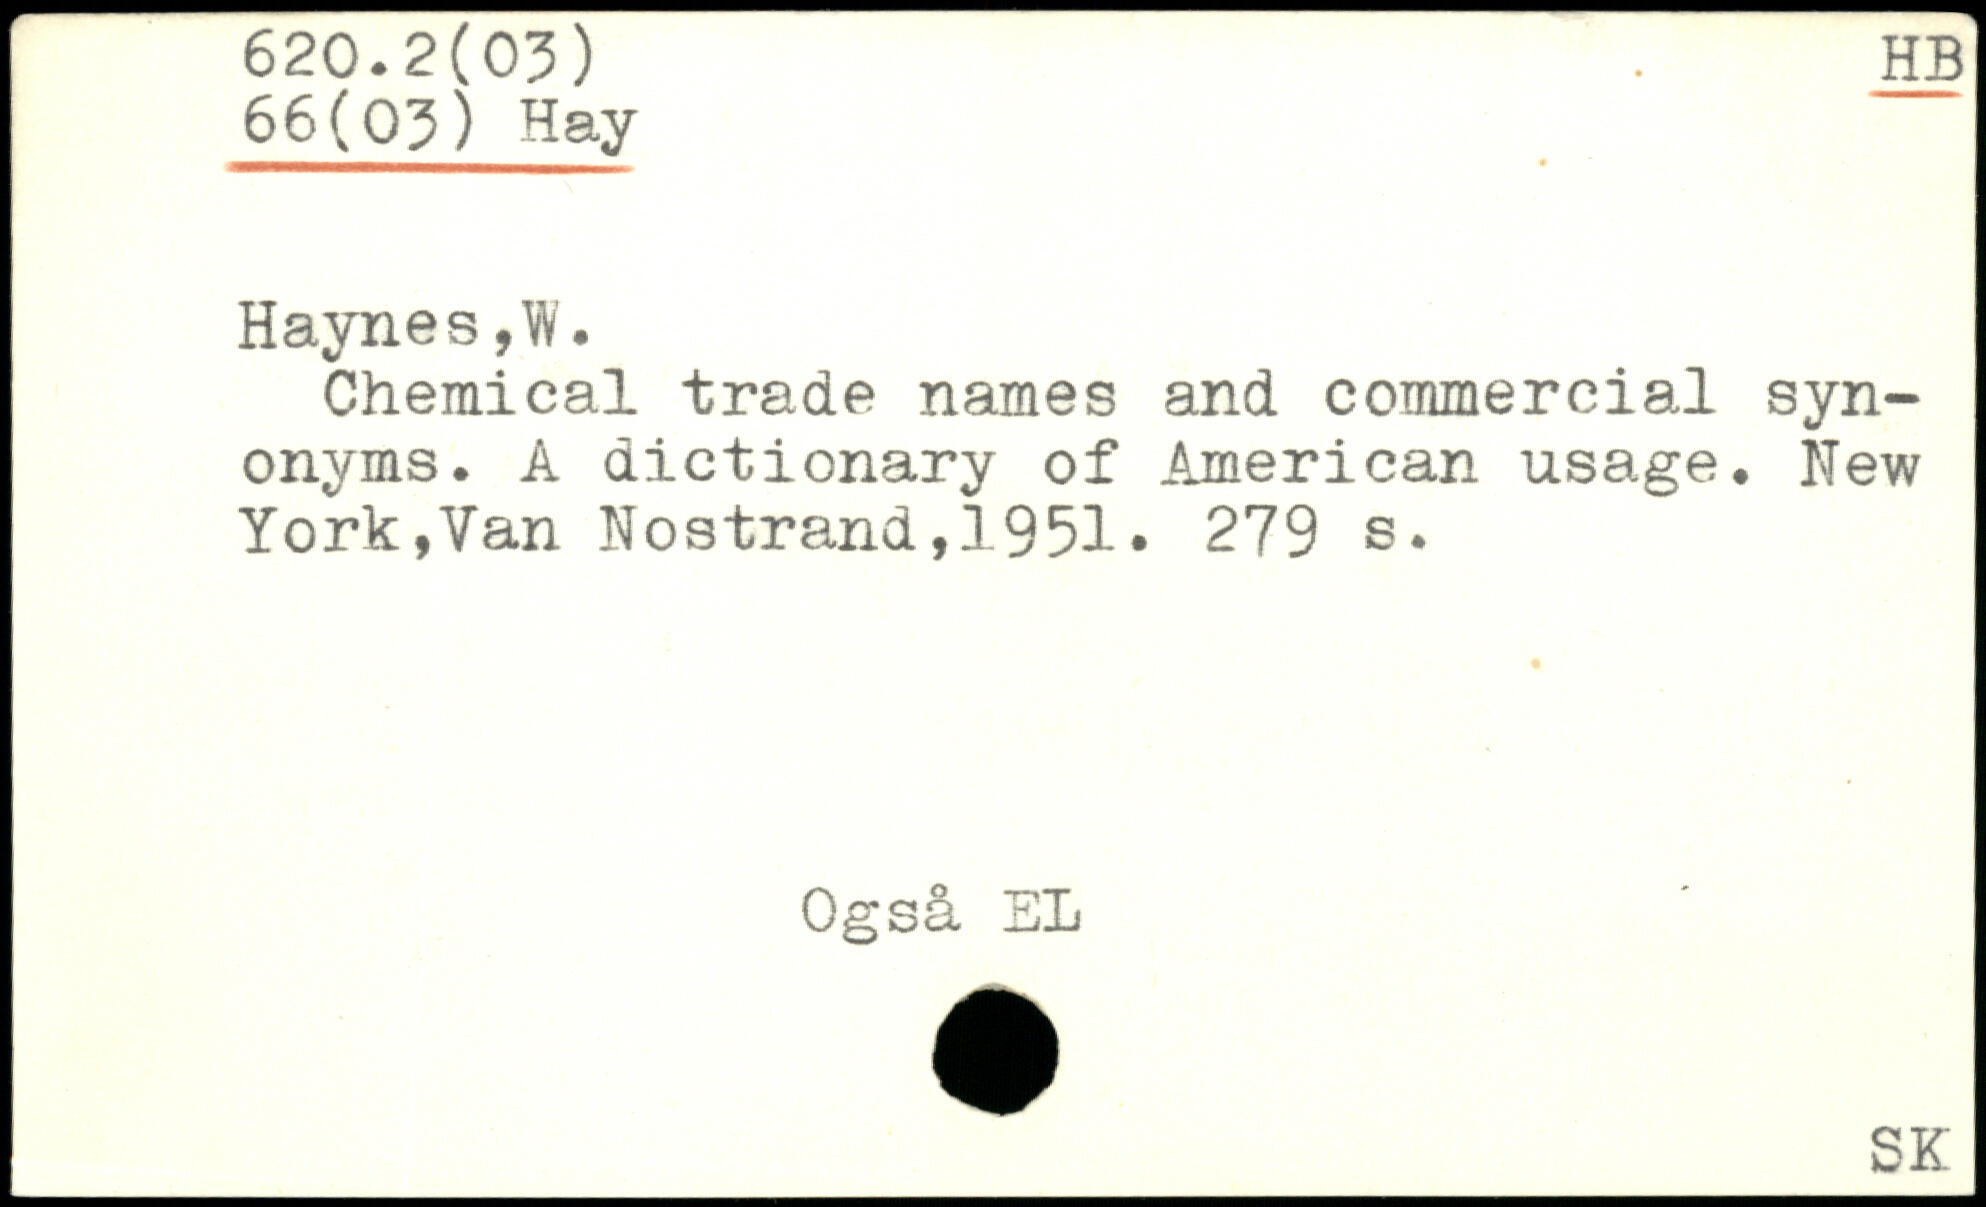 620.2(03)
HB
66(03) Hay
Haynes,W.
Chemical trade names and commercial syn-
onyms. A dictionary of American usage. New
York,Van Nostrand,1951. 279 s.
Også EL
SK